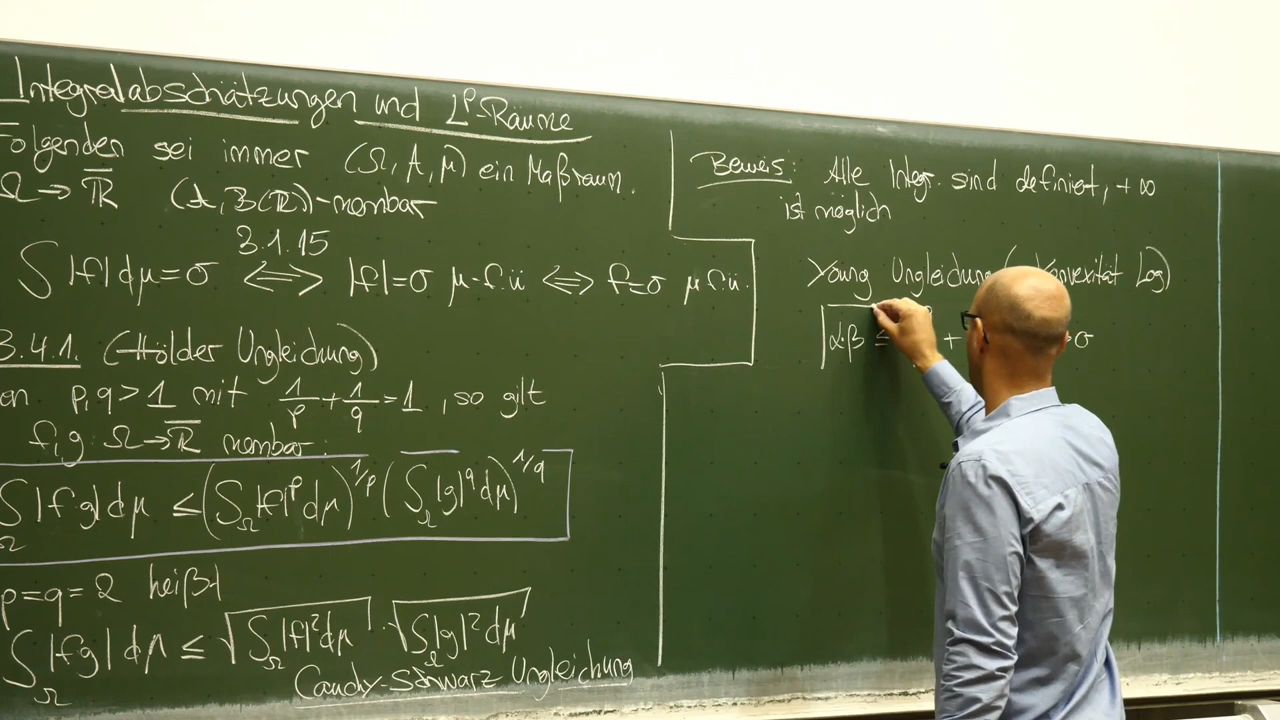 Integralabschätzungen und L^p-Räume
Folgenden sei immer (Ω, A, μ) ein Maßraum.
Ω → ℝ̅ (A, B(ℝ̅))-messbar
3.1.15
∫ |f| dμ = 0 ⟺ |f| = 0 μ-f.ü ⟺ f = 0 μ f.ü.
3.4.1. (Hölder Ungleichung)
p, q > 1 mit 1/p + 1/q = 1, so gilt
f, g: Ω → ℝ̅ messbar:
∫_Ω |fg| dμ ≤ (∫_Ω |f|^p dμ)^{1/p} (∫_Ω |g|^q dμ)^{1/q}
p = q = 2 heißt
∫_Ω |fg| dμ ≤ √(∫_Ω |f|² dμ) · √(∫_Ω |g|² dμ)
Cauchy-Schwarz Ungleichung
Beweis: Alle Integr. sind definiert, +∞
ist möglich
Young Ungleichung (Konvexität Log)
α·β ≤ +